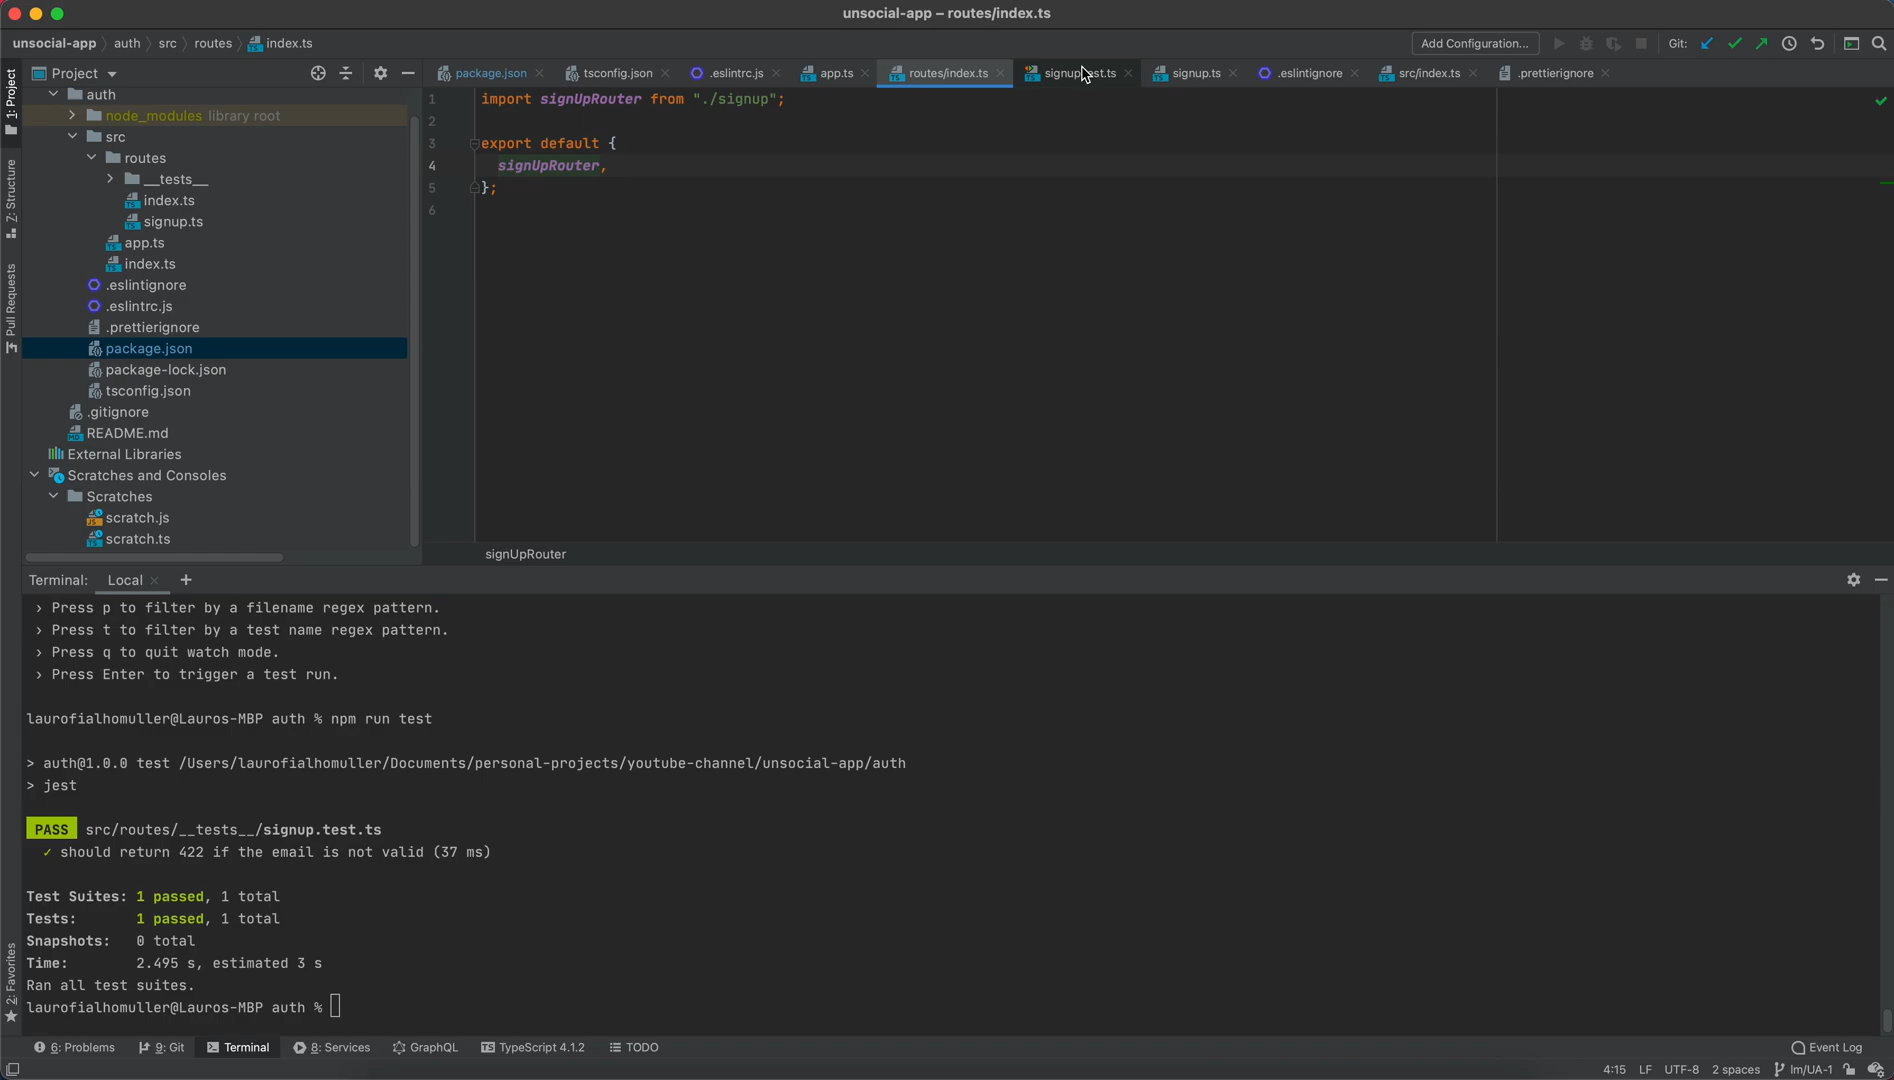 unsocial-app – routes/index.ts
unsocial-app auth src routes index.ts
Add Configuration...
Git:
1: Project
Z: Structure
Pull Requests
2: Favorites
Project
package.json
tsconfig.json
.eslintrc.js
app.ts
routes/index.ts
signup
st.ts
signup.ts
.eslintignore
src/index.ts
.prettierignore
auth
node_modules library root
src
routes
__tests__
index.ts
signup.ts
app.ts
index.ts
.eslintignore
.eslintrc.js
.prettierignore
package.json
package-lock.json
tsconfig.json
.gitignore
README.md
External Libraries
Scratches and Consoles
Scratches
scratch.js
scratch.ts
1 import signUpRouter from "./signup";
2
3 export default {
4 signUpRouter,
5 };
6
signUpRouter
Terminal: Local +
› Press p to filter by a filename regex pattern.
› Press t to filter by a test name regex pattern.
› Press q to quit watch mode.
› Press Enter to trigger a test run.
laurofialhomuller@Lauros-MBP auth % npm run test
> auth@1.0.0 test /Users/laurofialhomuller/Documents/personal-projects/youtube-channel/unsocial-app/auth
> jest
PASS src/routes/__tests__/signup.test.ts
✓ should return 422 if the email is not valid (37 ms)
Test Suites: 1 passed, 1 total
Tests: 1 passed, 1 total
Snapshots: 0 total
Time: 2.495 s, estimated 3 s
Ran all test suites.
laurofialhomuller@Lauros-MBP auth %
6: Problems 9: Git Terminal 8: Services GraphQL TypeScript 4.1.2 TODO
Event Log
4:15 LF UTF-8 2 spaces lm/UA-1